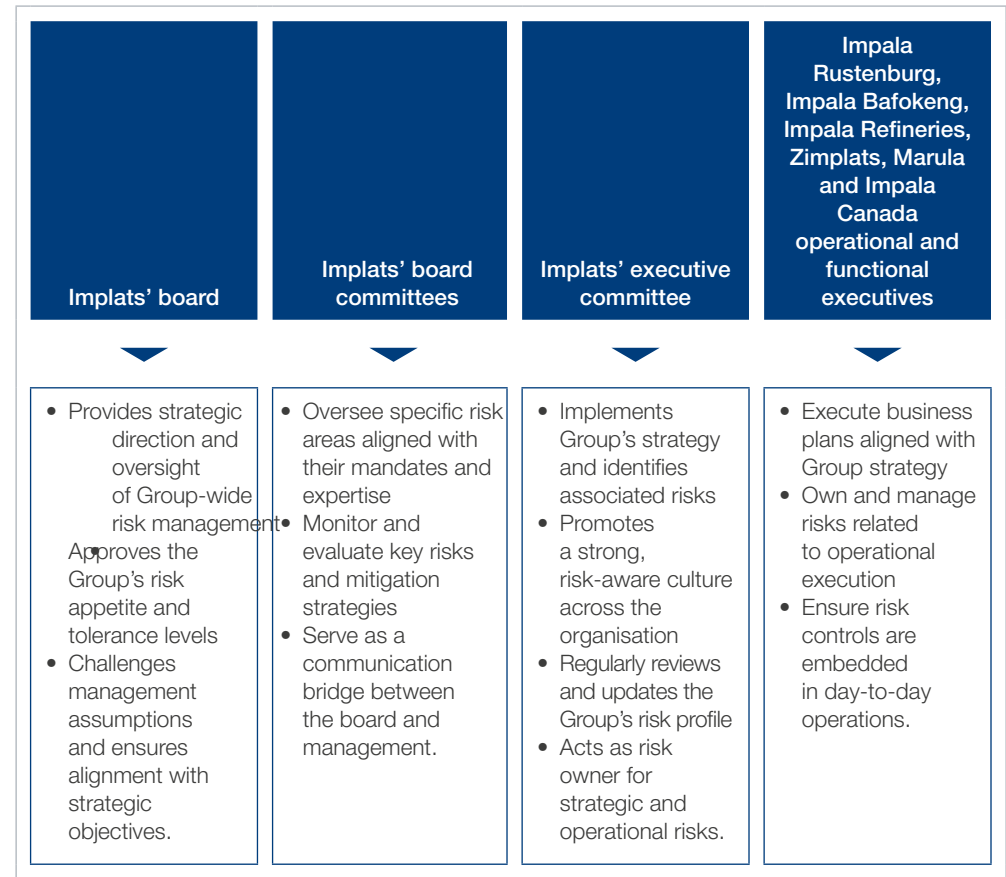 Implats' board
Implats' board
committees
Implats' executive
committee
Impala
Rustenburg,
Impala Bafokeng,
Impala Refineries,
Zimplats, Marula
and Impala
Canada
operational and
functional
executives
• Provides strategic
direction and
oversight
of Group-wide
risk management
• Approves the
Group's risk
appetite and
tolerance levels
• Challenges
management
assumptions
and ensures
alignment with
strategic
objectives.
• Oversee specific risk
areas aligned with
their mandates and
expertise
• Monitor and
evaluate key risks
and mitigation
strategies
• Serve as a
communication
bridge between
the board and
management.
• Implements
Group's strategy
and identifies
associated risks
• Promotes
a strong,
risk-aware culture
across the
organisation
• Regularly reviews
and updates the
Group's risk profile
• Acts as risk
owner for
strategic and
operational risks.
• Execute business
plans aligned with
Group strategy
• Own and manage
risks related
to operational
execution
• Ensure risk
controls are
embedded
in day-to-day
operations.